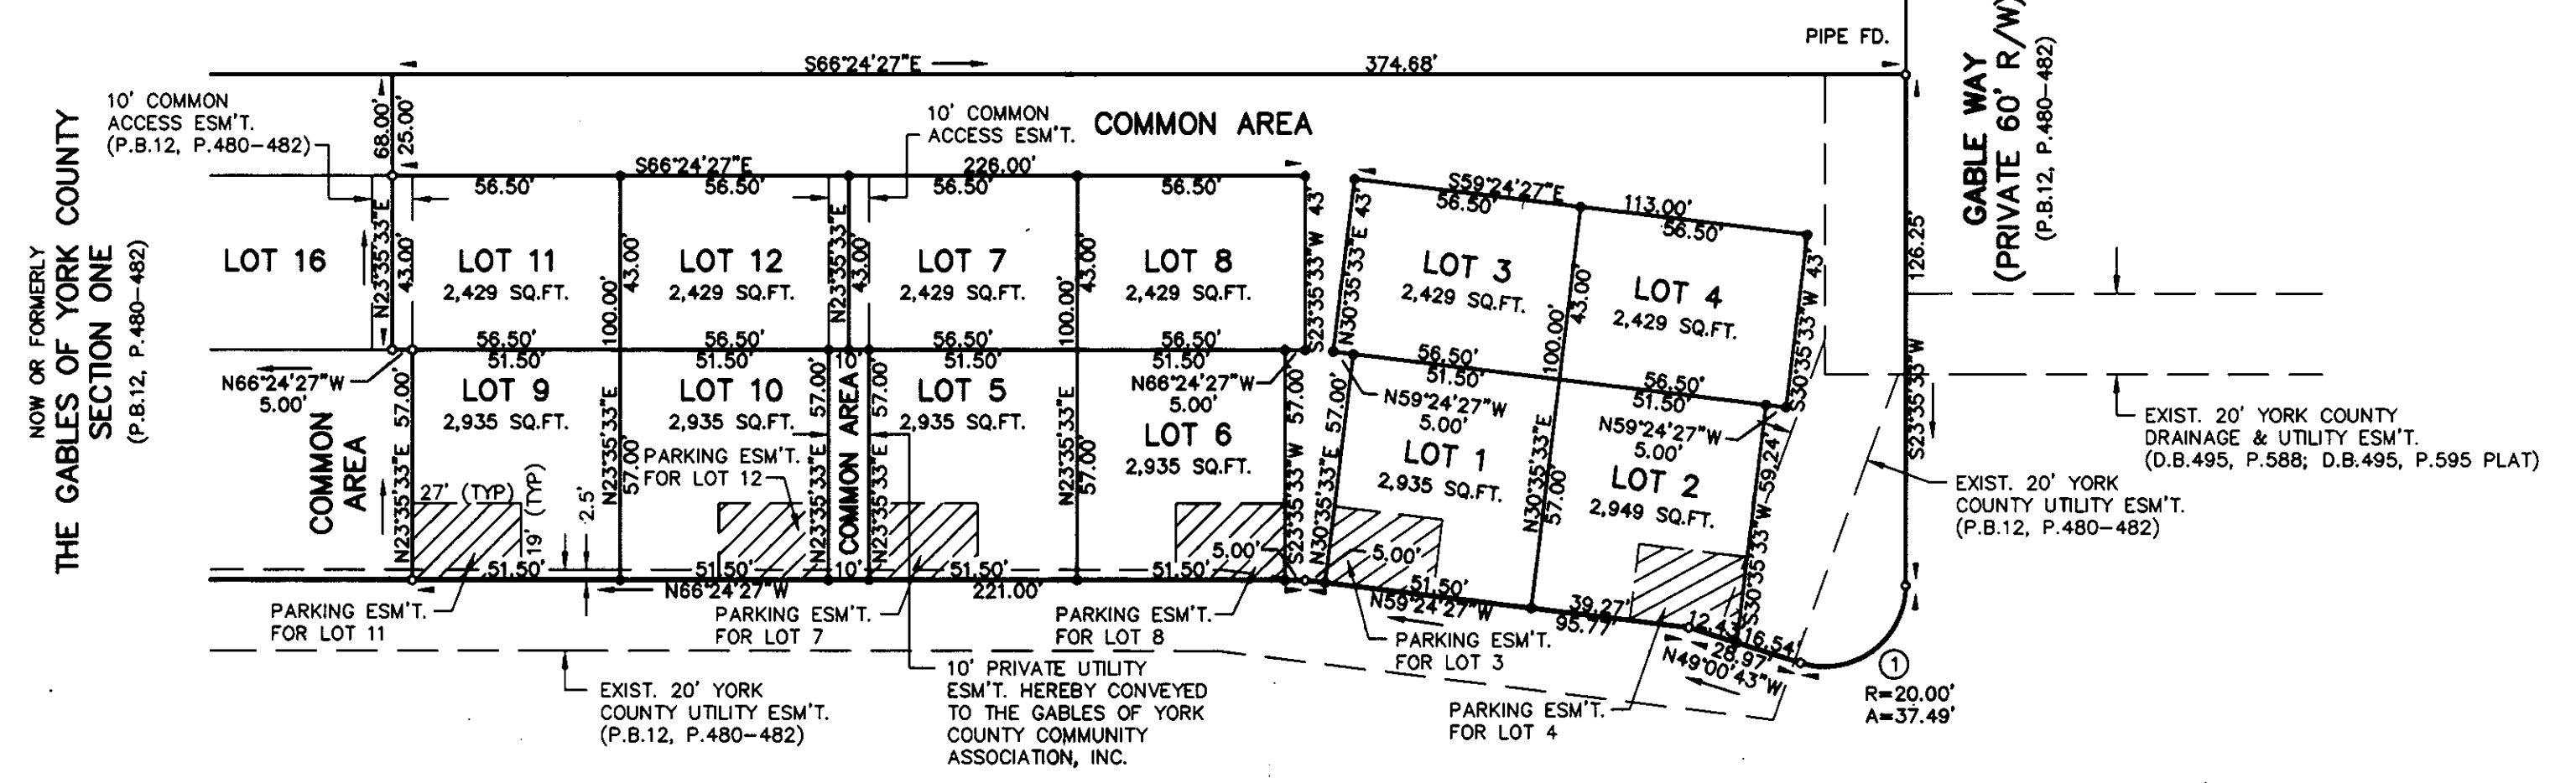 PIPE FD.
S66°24'27"E
374.68'
GABLE WAY
(PRIVATE 60' R/W)
(P.B.12, P.480-482)
10' COMMON
ACCESS ESM'T.
(P.B.12, P.480-482)
68.00'
25.00'
10' COMMON
ACCESS ESM'T.
COMMON AREA
NOW OR FORMERLY
THE GABLES OF YORK COUNTY
SECTION ONE
(P.B.12, P.480-482)
S66°24'27"E
226.00'
56.50'
56.50'
56.50'
56.50'
S59°24'27"E
113.00'
56.50'
56.50'
LOT 16
N23°35'33"E
43.00'
LOT 11
2,429 SQ.FT.
100.00'
43.00'
LOT 12
2,429 SQ.FT.
N23°35'33"E
43.00'
LOT 7
2,429 SQ.FT.
100.00'
43.00'
LOT 8
2,429 SQ.FT.
S23°35'33"W 43'
N30°35'33"E 43'
LOT 3
2,429 SQ.FT.
100.00'
43.00'
LOT 4
2,429 SQ.FT.
S30°35'33"W 43'
126.25'
S23°35'33"W
56.50'
56.50'
56.50'
56.50'
56.50'
56.50'
51.50'
51.50'
10'
51.50'
51.50'
51.50'
51.50'
N66°24'27"W
5.00'
N66°24'27"W
5.00'
N59°24'27"W
5.00'
N59°24'27"W
5.00'
COMMON
AREA
N23°35'33"E 57.00'
LOT 9
2,935 SQ.FT.
N23°35'33"E
57.00'
LOT 10
2,935 SQ.FT.
N23°35'33"E 57.00'
COMMON AREA
N23°35'33"E 57.00'
LOT 5
2,935 SQ.FT.
N23°35'33"E
57.00'
LOT 6
2,935 SQ.FT.
S23°35'33"W 57.00'
N30°35'33"E 57.00'
LOT 1
2,935 SQ.FT.
N30°35'33"E
57.00'
LOT 2
2,949 SQ.FT.
S30°35'33"W 59.24'
EXIST. 20' YORK COUNTY
DRAINAGE & UTILITY ESM'T.
(D.B.495, P.588; D.B.495, P.595 PLAT)
EXIST. 20' YORK
COUNTY UTILITY ESM'T.
(P.B.12, P.480-482)
PARKING ESM'T.
FOR LOT 12
27' (TYP)
19' (TYP)
2.5'
5.00'
5.00'
51.50'
51.50'
10'
51.50'
51.50'
51.50'
39.27'
12.43'
16.54'
N66°24'27"W
221.00'
N59°24'27"W
95.77'
28.97'
N49°00'43"W
PARKING ESM'T.
FOR LOT 11
PARKING ESM'T.
FOR LOT 7
PARKING ESM'T.
FOR LOT 8
PARKING ESM'T.
FOR LOT 3
PARKING ESM'T.
FOR LOT 4
1
R=20.00'
A=37.49'
EXIST. 20' YORK
COUNTY UTILITY ESM'T.
(P.B.12, P.480-482)
10' PRIVATE UTILITY
ESM'T. HEREBY CONVEYED
TO THE GABLES OF YORK
COUNTY COMMUNITY
ASSOCIATION, INC.